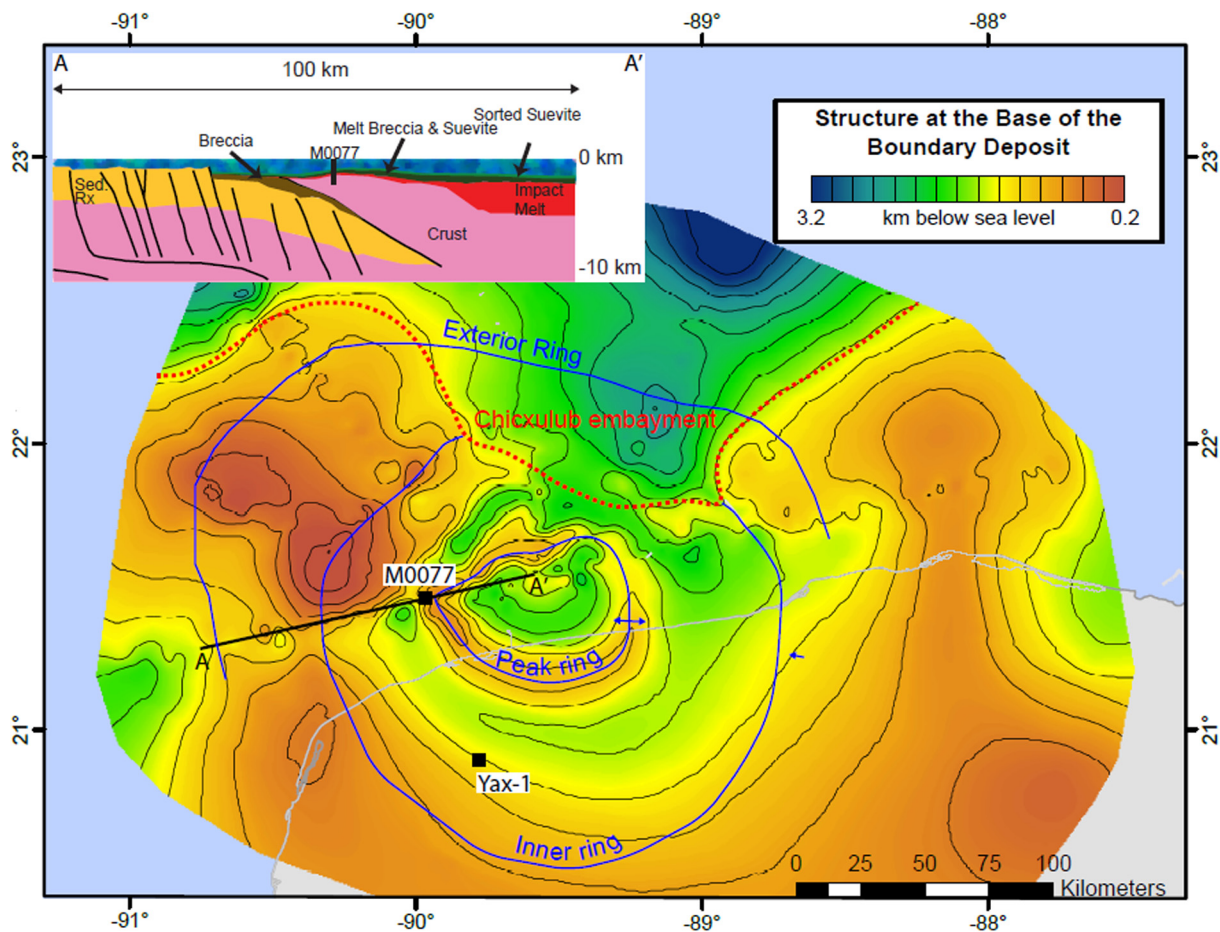 -91°
-90°
-89°
-88°
A
A′
100 km
Sorted Suevite
Melt Breccia & Suevite
Breccia
M0077
0 km
Sed.
Rx
Impact
Melt
Crust
-10 km
Structure at the Base of the
Boundary Deposit
3.2
km below sea level
0.2
23°
23°
Exterior Ring
Chicxulub embayment
22°
22°
M0077
A′
A
Peak ring
21°
21°
Yax-1
Inner ring
0 25 50 75 100
Kilometers
-91°
-90°
-89°
-88°